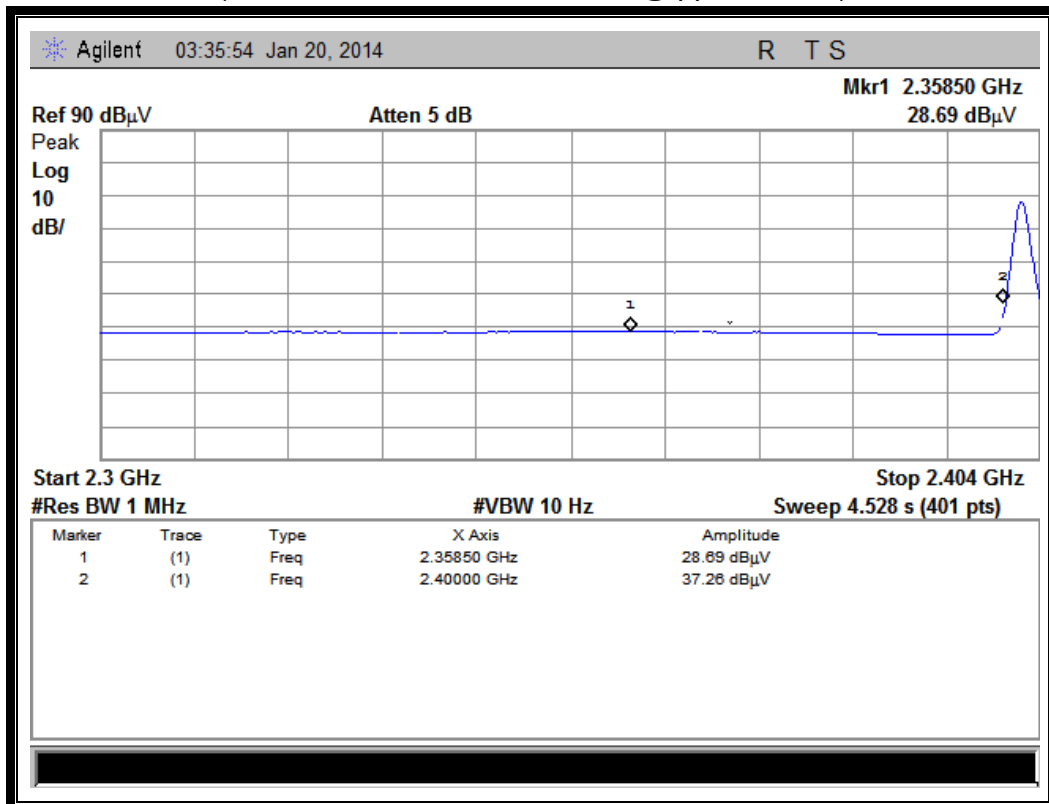 Agilent 03:35:54 Jan 20, 2014 R T S
Mkr1 2.35850 GHz
Ref 90 dBµV Atten 5 dB 28.69 dBµV
Peak
Log
10
dB/
1
2
Start 2.3 GHz Stop 2.404 GHz
#Res BW 1 MHz #VBW 10 Hz Sweep 4.528 s (401 pts)
Marker Trace Type X Axis Amplitude
1 (1) Freq 2.35850 GHz 28.69 dBµV
2 (1) Freq 2.40000 GHz 37.26 dBµV